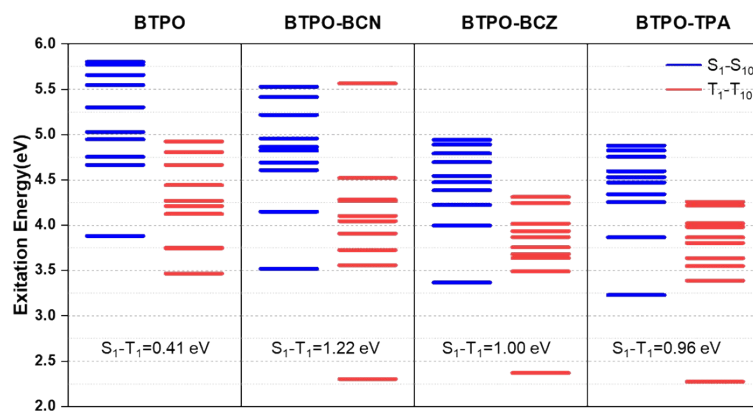 BTPO BTPO-BCN BTPO-BCZ BTPO-TPA
Exitation Energy(eV)
6.0
5.5
5.0
4.5
4.0
3.5
3.0
2.5
2.0
S₁-S₁₀
T₁-T₁₀
S₁-T₁=0.41 eV S₁-T₁=1.22 eV S₁-T₁=1.00 eV S₁-T₁=0.96 eV